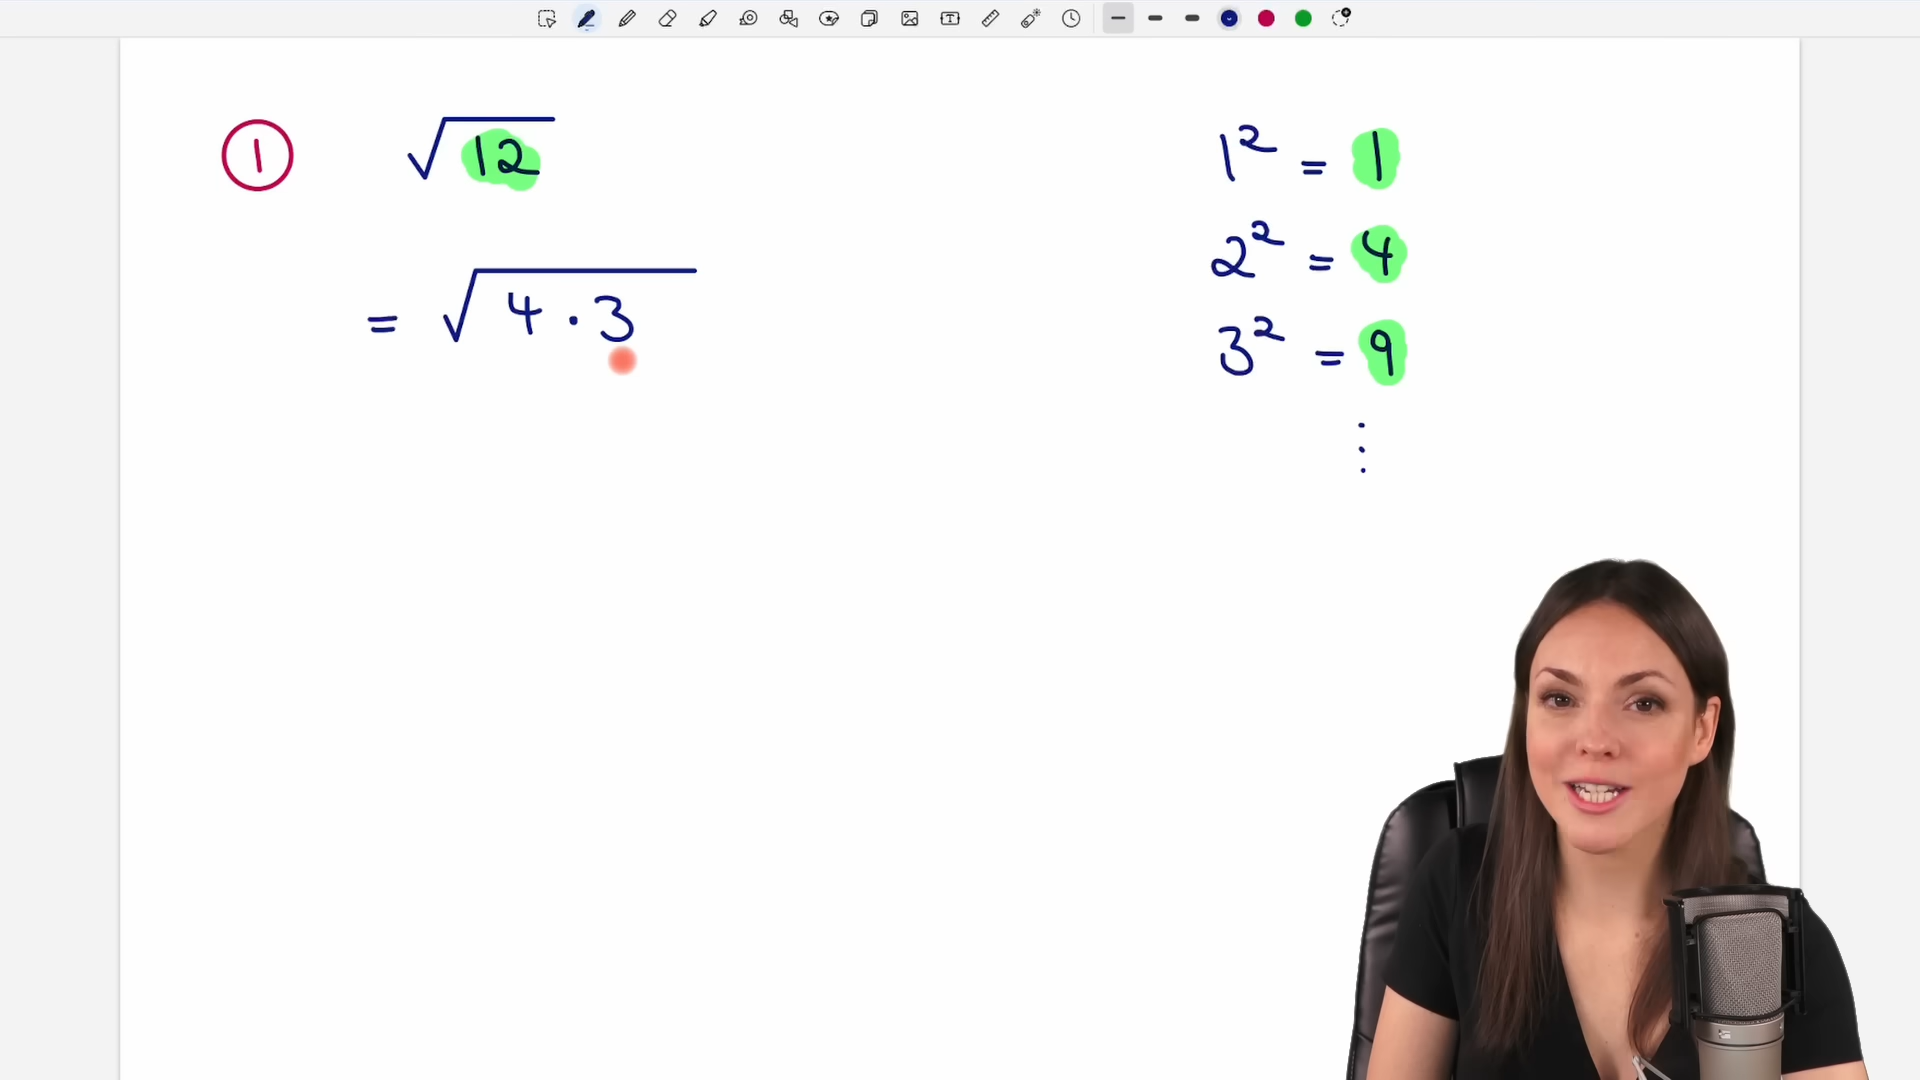 1 √12
= √4 · 3
1² = 1
2² = 4
3² = 9
⋮